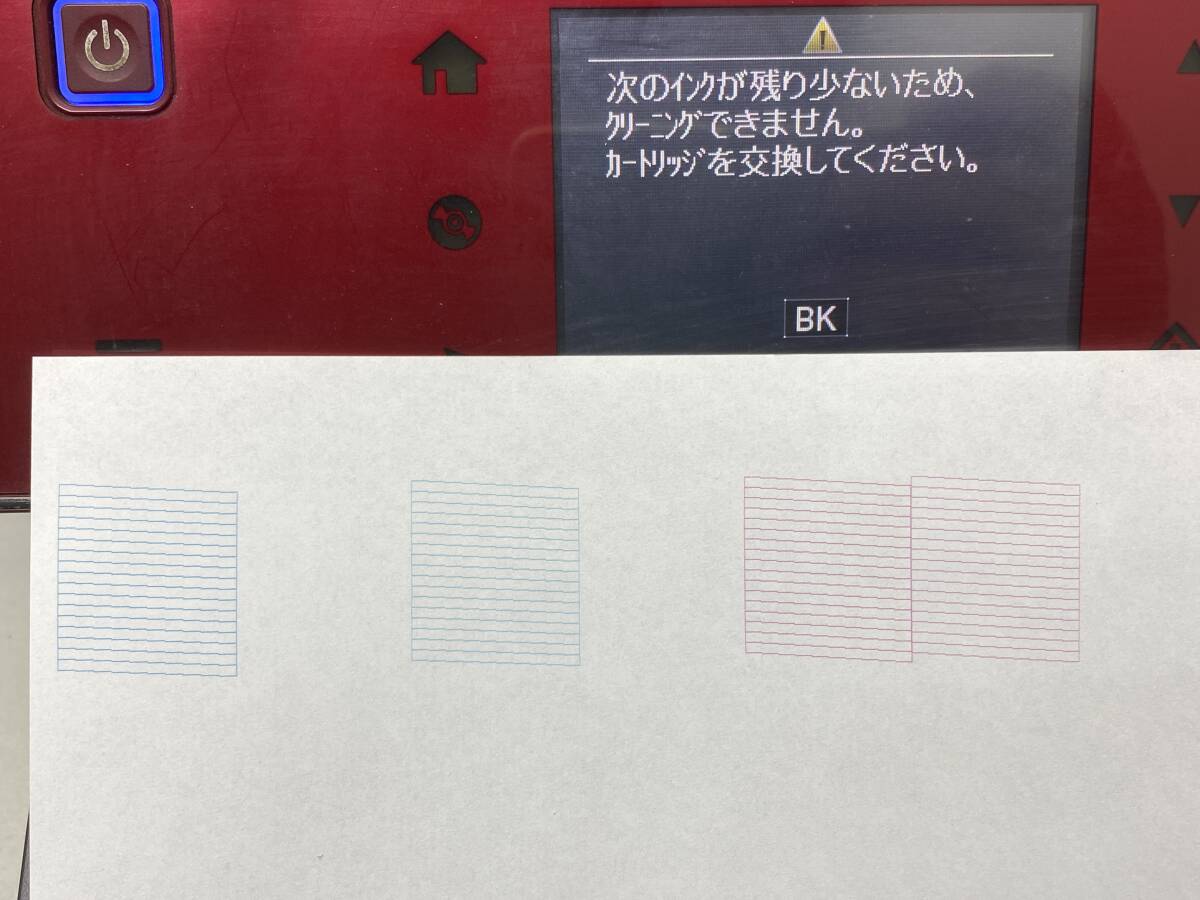 次のｲﾝｸが残り少ないため、
ｸﾘｰﾆﾝｸﾞできません。
ｶｰﾄﾘｯｼﾞを交換してください。
BK